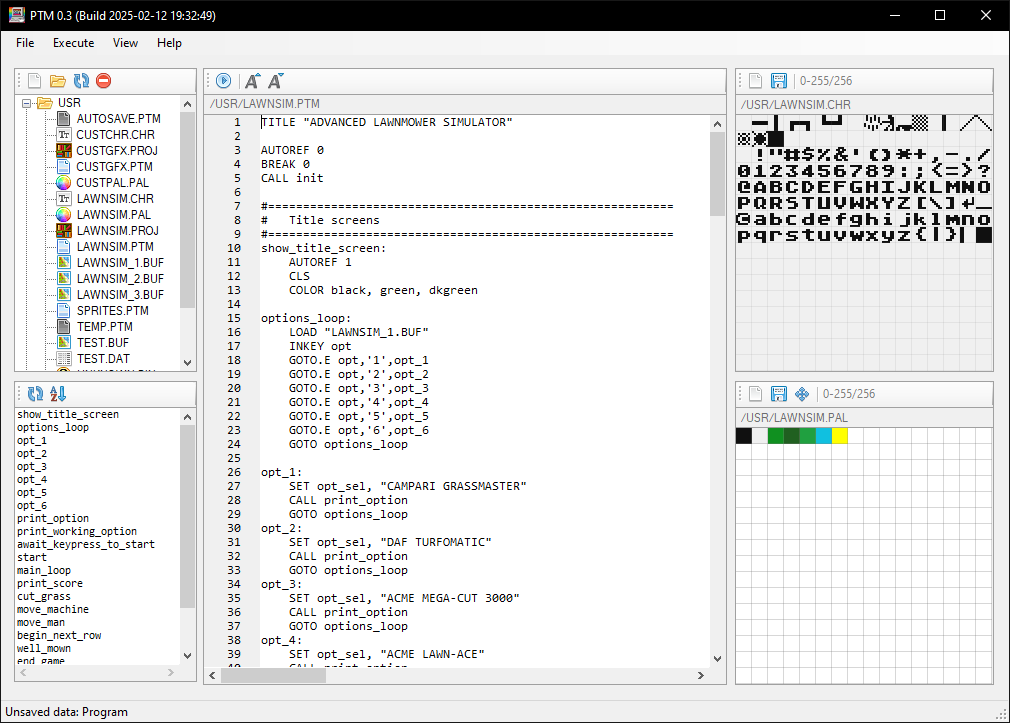 PTM 0.3 (Build 2025-02-12 19:32:49)
File Execute View Help
USR
AUTOSAVE.PTM
CUSTCHR.CHR
CUSTGFX.PROJ
CUSTGFX.PTM
CUSTPAL.PAL
LAWNSIM.CHR
LAWNSIM.PAL
LAWNSIM.PROJ
LAWNSIM.PTM
LAWNSIM_1.BUF
LAWNSIM_2.BUF
LAWNSIM_3.BUF
SPRITES.PTM
TEMP.PTM
TEST.BUF
TEST.DAT
show_title_screen
options_loop
opt_1
opt_2
opt_3
opt_4
opt_5
opt_6
print_option
print_working_option
await_keypress_to_start
start
main_loop
print_score
cut_grass
move_machine
move_man
begin_next_row
well_mown
end_game
/USR/LAWNSIM.PTM
1 TITLE "ADVANCED LAWNMOWER SIMULATOR"
2
3 AUTOREF 0
4 BREAK 0
5 CALL init
6
7 #==========================================================
8 #   Title screens
9 #==========================================================
10 show_title_screen:
11     AUTOREF 1
12     CLS
13     COLOR black, green, dkgreen
14
15 options_loop:
16     LOAD "LAWNSIM_1.BUF"
17     INKEY opt
18     GOTO.E opt,'1',opt_1
19     GOTO.E opt,'2',opt_2
20     GOTO.E opt,'3',opt_3
21     GOTO.E opt,'4',opt_4
22     GOTO.E opt,'5',opt_5
23     GOTO.E opt,'6',opt_6
24     GOTO options_loop
25
26 opt_1:
27     SET opt_sel, "CAMPARI GRASSMASTER"
28     CALL print_option
29     GOTO options_loop
30 opt_2:
31     SET opt_sel, "DAF TURFOMATIC"
32     CALL print_option
33     GOTO options_loop
34 opt_3:
35     SET opt_sel, "ACME MEGA-CUT 3000"
36     CALL print_option
37     GOTO options_loop
38 opt_4:
39     SET opt_sel, "ACME LAWN-ACE"
40     CALL print_option
0-255/256
/USR/LAWNSIM.CHR
!"#$%&'()*+,-./
0123456789:;<=>?
@ABCDEFGHIJKLMNO
PQRSTUVWXYZ[\]↵_
@abcdefghijklmno
pqrstuvwxyz{|}
0-255/256
/USR/LAWNSIM.PAL
Unsaved data: Program